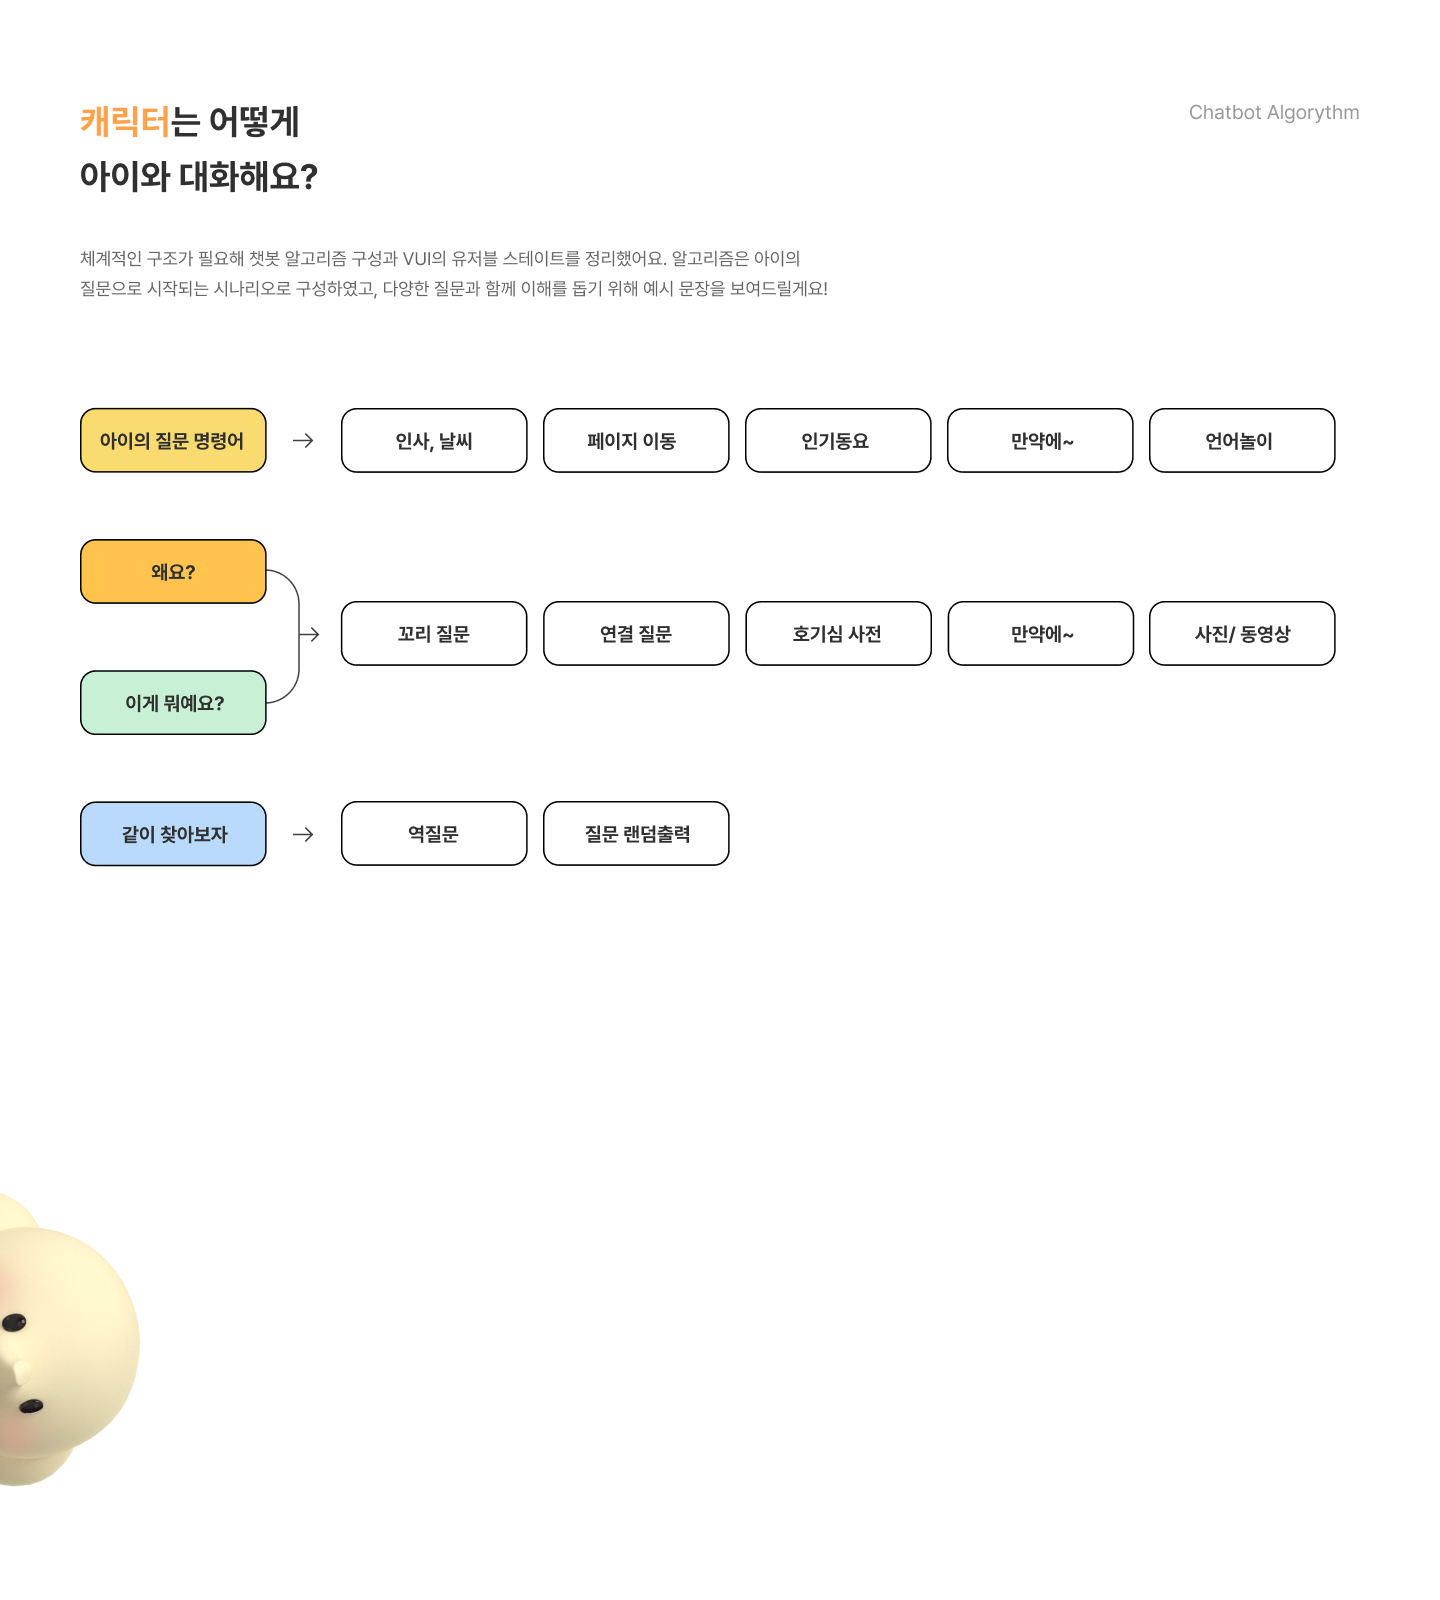 캐릭터는 어떻게
아이와 대화해요?
Chatbot Algorythm
체계적인 구조가 필요해 챗봇 알고리즘 구성과 VUI의 유저블 스테이트를 정리했어요. 알고리즘은 아이의
질문으로 시작되는 시나리오로 구성하였고, 다양한 질문과 함께 이해를 돕기 위해 예시 문장을 보여드릴게요!
아이의 질문 명령어
인사, 날씨
페이지 이동
인기동요
만약에~
언어놀이
왜요?
이게 뭐예요?
꼬리 질문
연결 질문
호기심 사전
만약에~
사진/ 동영상
같이 찾아보자
역질문
질문 랜덤출력